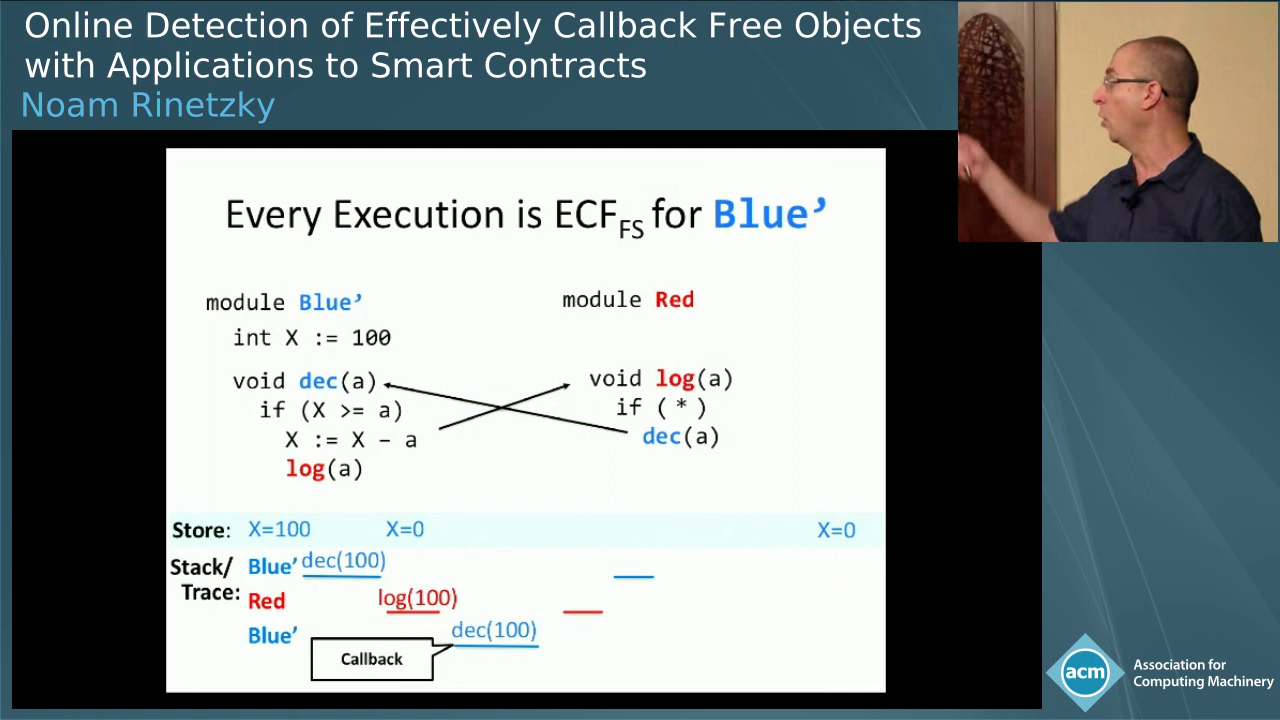 Online Detection of Effectively Callback Free Objects
with Applications to Smart Contracts
Noam Rinetzky
Every Execution is ECF FS for Blue’
module Blue’
int X := 100
void dec(a)
if (X >= a)
X := X – a
log(a)
module Red
void log(a)
if (*)
dec(a)
Store: X=100 X=0 X=0
Stack/ Blue’ dec(100)
Trace: Red log(100)
Blue’ dec(100)
Callback
acm Association for
Computing Machinery